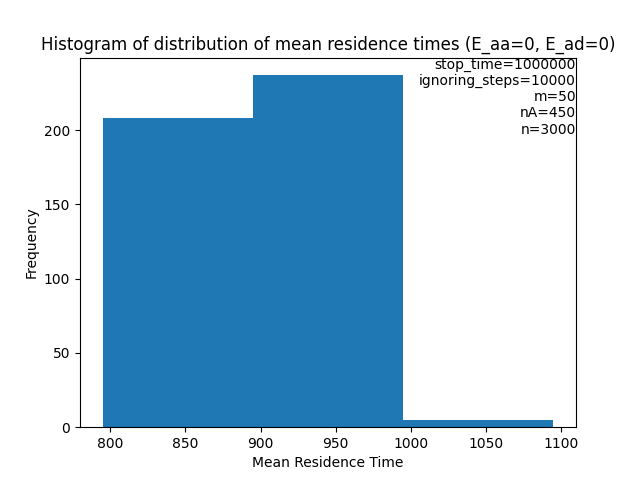 Histogram of distribution of mean residence times (E_aa=0, E_ad=0)
stop_time=1000000
ignoring_steps=10000
m=50
nA=450
n=3000
200
150
100
50
0
Frequency
800 850 900 950 1000 1050 1100
Mean Residence Time